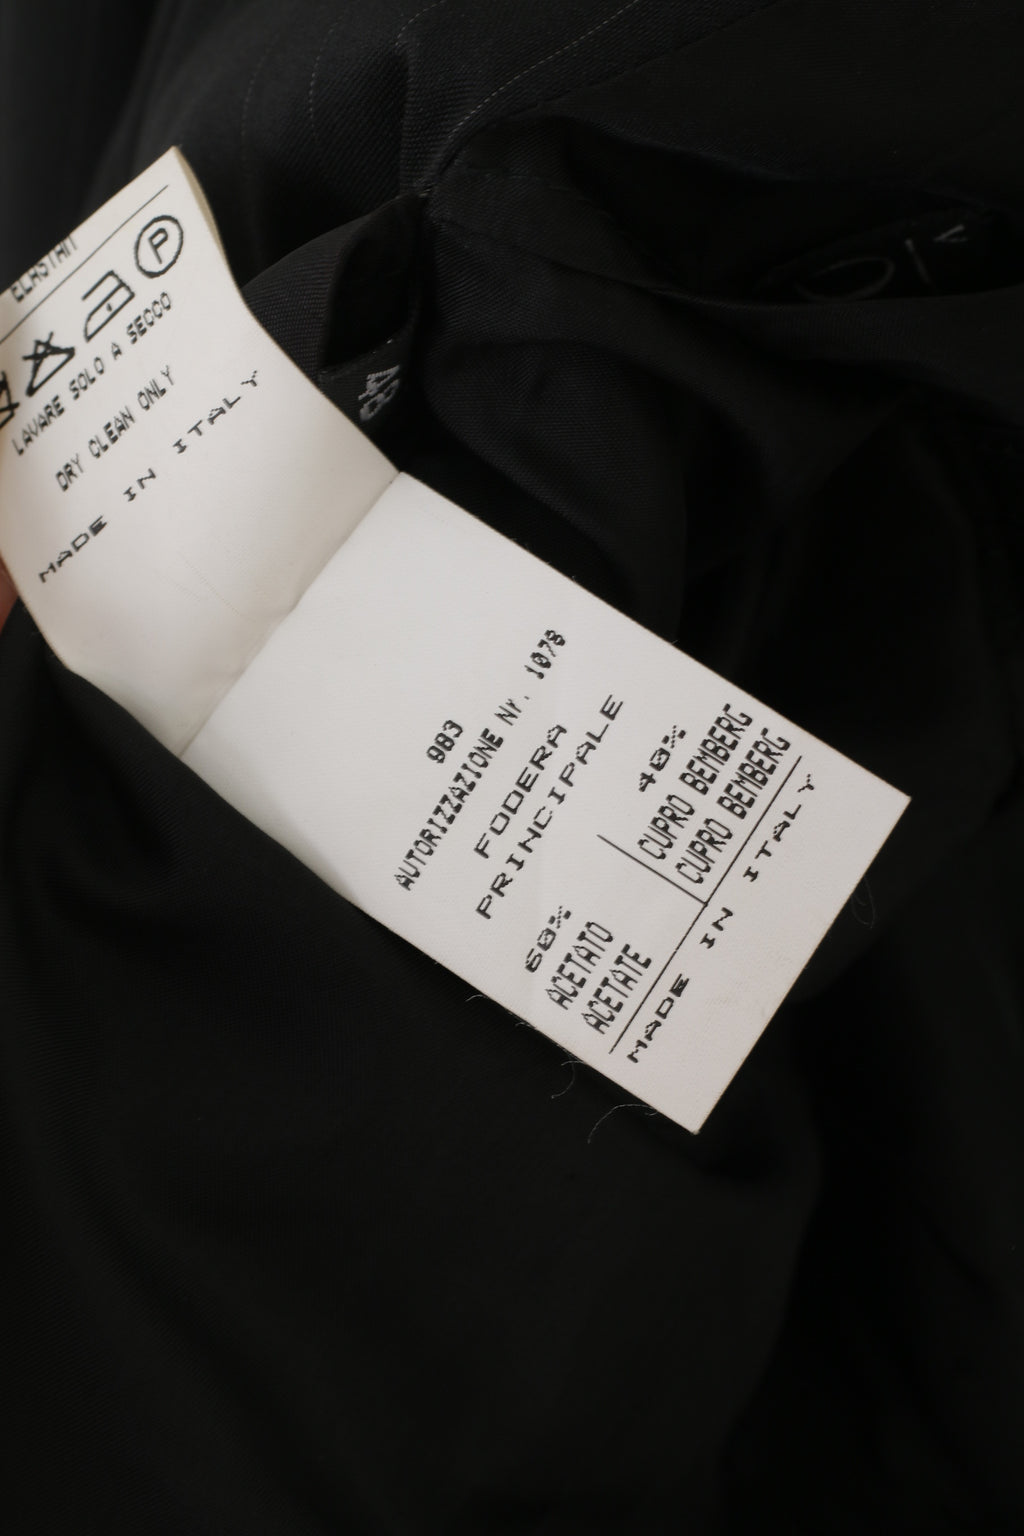 ELASTAN
P
LAVARE SOLO A SECCO
DRY CLEAN ONLY
MADE IN ITALY
48
983
AUTORIZZAZIONE Nr. 1078
FODERA
PRINCIPALE
60% 40%
ACETATO CUPRO BEMBERG
ACETATE CUPRO BEMBERG
MADE IN ITALY